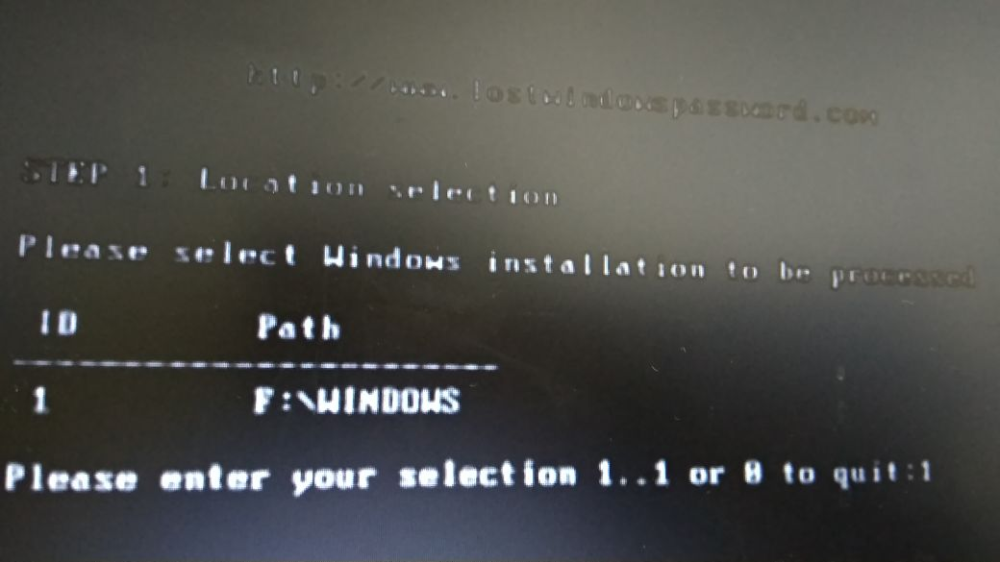 http://www.lostwindowspassword.com
STEP 1: Location selection
Please select Windows installation to be processed
ID Path
1 F:\WINDOWS
Please enter your selection 1..1 or 0 to quit:1